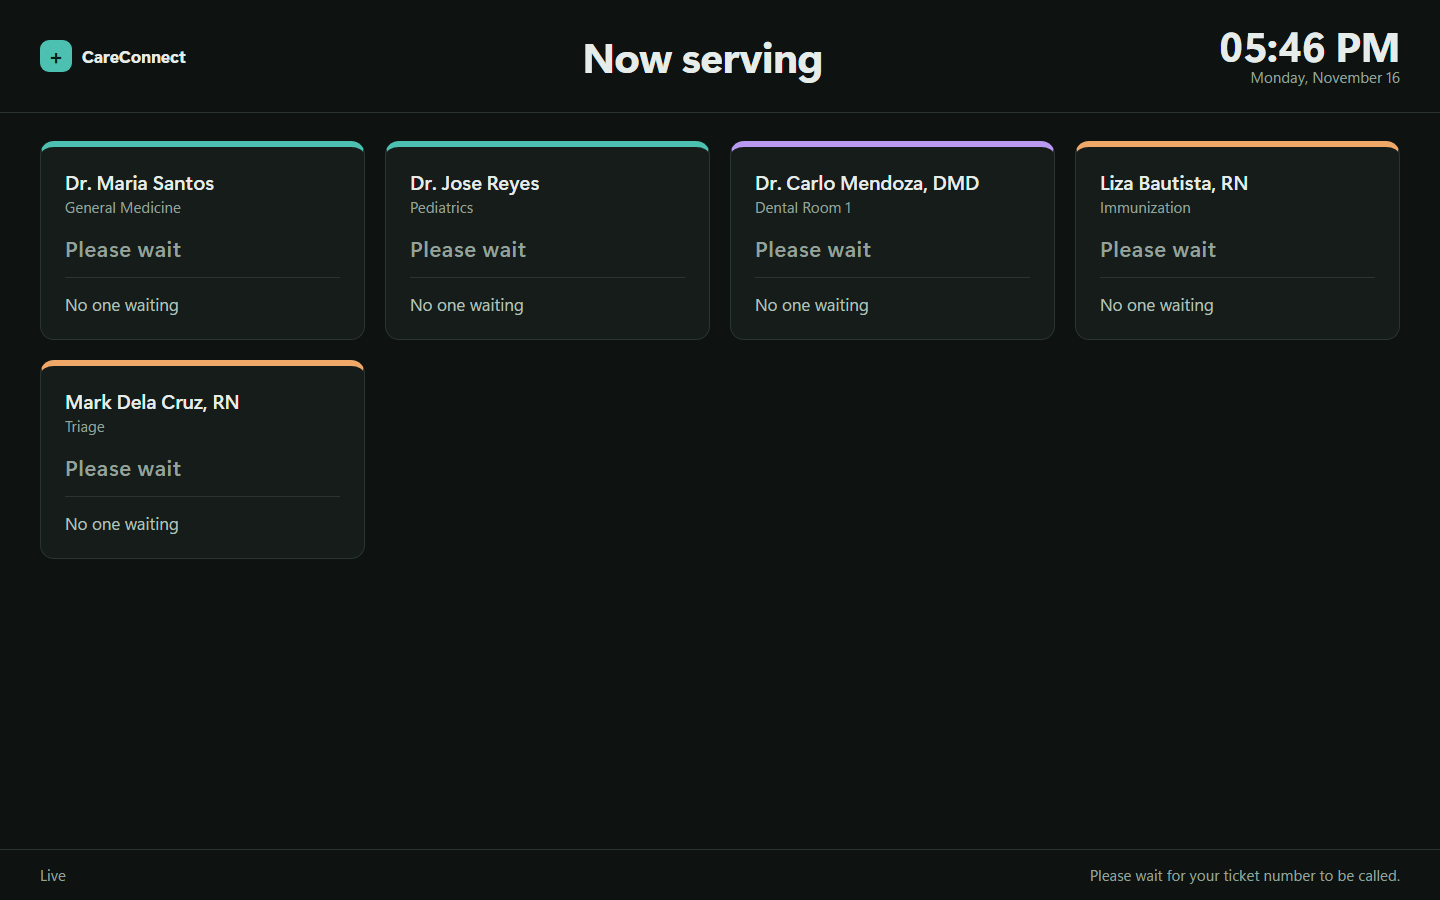 + CareConnect
Now serving
05:46 PM
Monday, November 16
Dr. Maria Santos
General Medicine
Please wait
No one waiting
Dr. Jose Reyes
Pediatrics
Please wait
No one waiting
Dr. Carlo Mendoza, DMD
Dental Room 1
Please wait
No one waiting
Liza Bautista, RN
Immunization
Please wait
No one waiting
Mark Dela Cruz, RN
Triage
Please wait
No one waiting
Live
Please wait for your ticket number to be called.